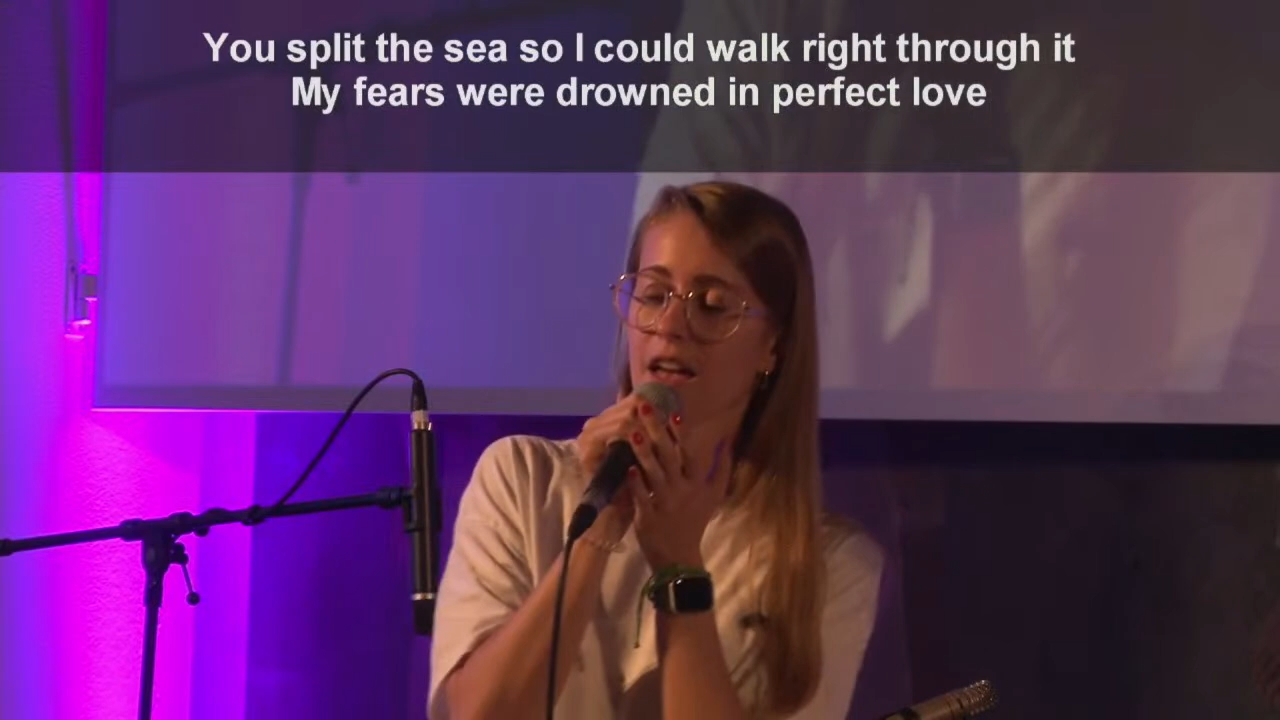 You split the sea so I could walk right through it
My fears were drowned in perfect love